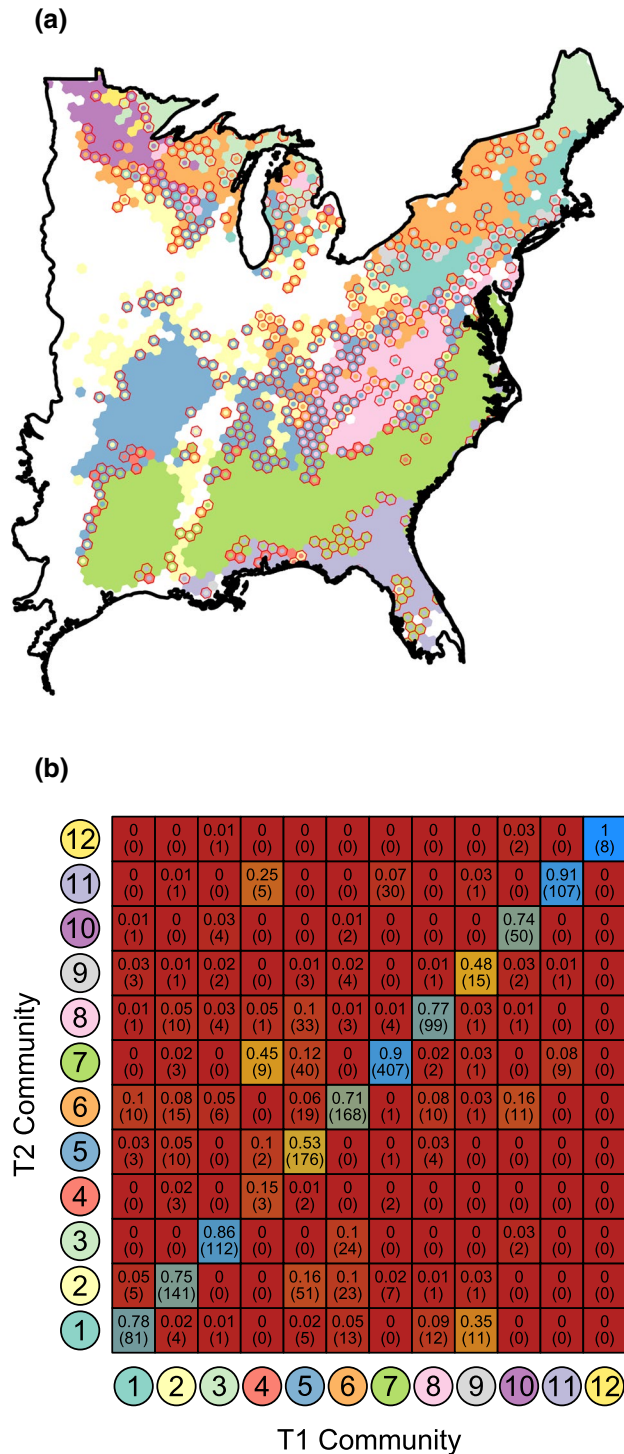 (a)
(b)
12 0 0 0.01 0 0 0 0 0 0 0.03 0 1
(0) (0) (1) (0) (0) (0) (0) (0) (0) (2) (0) (8)
11 0 0.01 0 0.25 0 0 0.07 0 0.03 0 0.91 0
(0) (1) (0) (5) (0) (0) (30) (0) (1) (0) (107) (0)
10 0.01 0 0.03 0 0 0.01 0 0 0 0.74 0 0
(1) (0) (4) (0) (0) (2) (0) (0) (0) (50) (0) (0)
9 0.03 0.01 0.02 0 0.01 0.02 0 0.01 0.48 0.03 0.01 0
(3) (1) (2) (0) (3) (4) (0) (1) (15) (2) (1) (0)
8 0.01 0.05 0.03 0.05 0.1 0.01 0.01 0.77 0.03 0.01 0 0
(1) (10) (4) (1) (33) (3) (4) (99) (1) (1) (0) (0)
7 0 0.02 0 0.45 0.12 0 0.9 0.02 0.03 0 0.08 0
(0) (3) (0) (9) (40) (0) (407) (2) (1) (0) (9) (0)
6 0.1 0.08 0.05 0 0.06 0.71 0 0.08 0.03 0.16 0 0
(10) (15) (6) (0) (19) (168) (1) (10) (1) (11) (0) (0)
5 0.03 0.05 0 0.1 0.53 0 0 0.03 0 0 0 0
(3) (10) (0) (2) (176) (0) (1) (4) (0) (0) (0) (0)
4 0 0.02 0 0.15 0.01 0 0 0 0 0 0 0
(0) (3) (0) (3) (2) (0) (2) (0) (0) (0) (0) (0)
3 0 0 0.86 0 0 0.1 0 0 0 0.03 0 0
(0) (0) (112) (0) (0) (24) (0) (0) (0) (2) (0) (0)
2 0.05 0.75 0 0 0.16 0.1 0.02 0.01 0.03 0 0 0
(5) (141) (0) (0) (51) (23) (7) (1) (1) (0) (0) (0)
1 0.78 0.02 0.01 0 0.02 0.05 0 0.09 0.35 0 0 0
(81) (4) (1) (0) (5) (13) (0) (12) (11) (0) (0) (0)
T2 Community
1 2 3 4 5 6 7 8 9 10 11 12
T1 Community